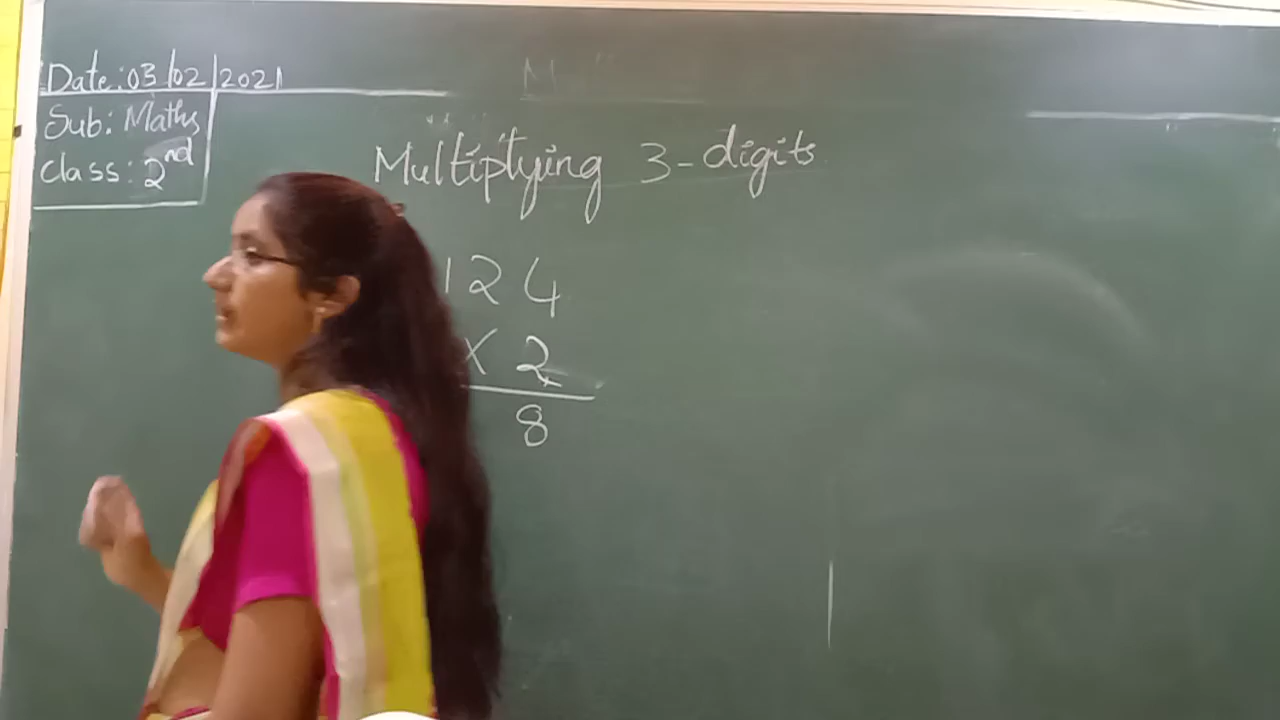 Date: 03/02/2021
Sub: Maths
Class: 2nd
Multiplying 3-digits
124
X 2
8